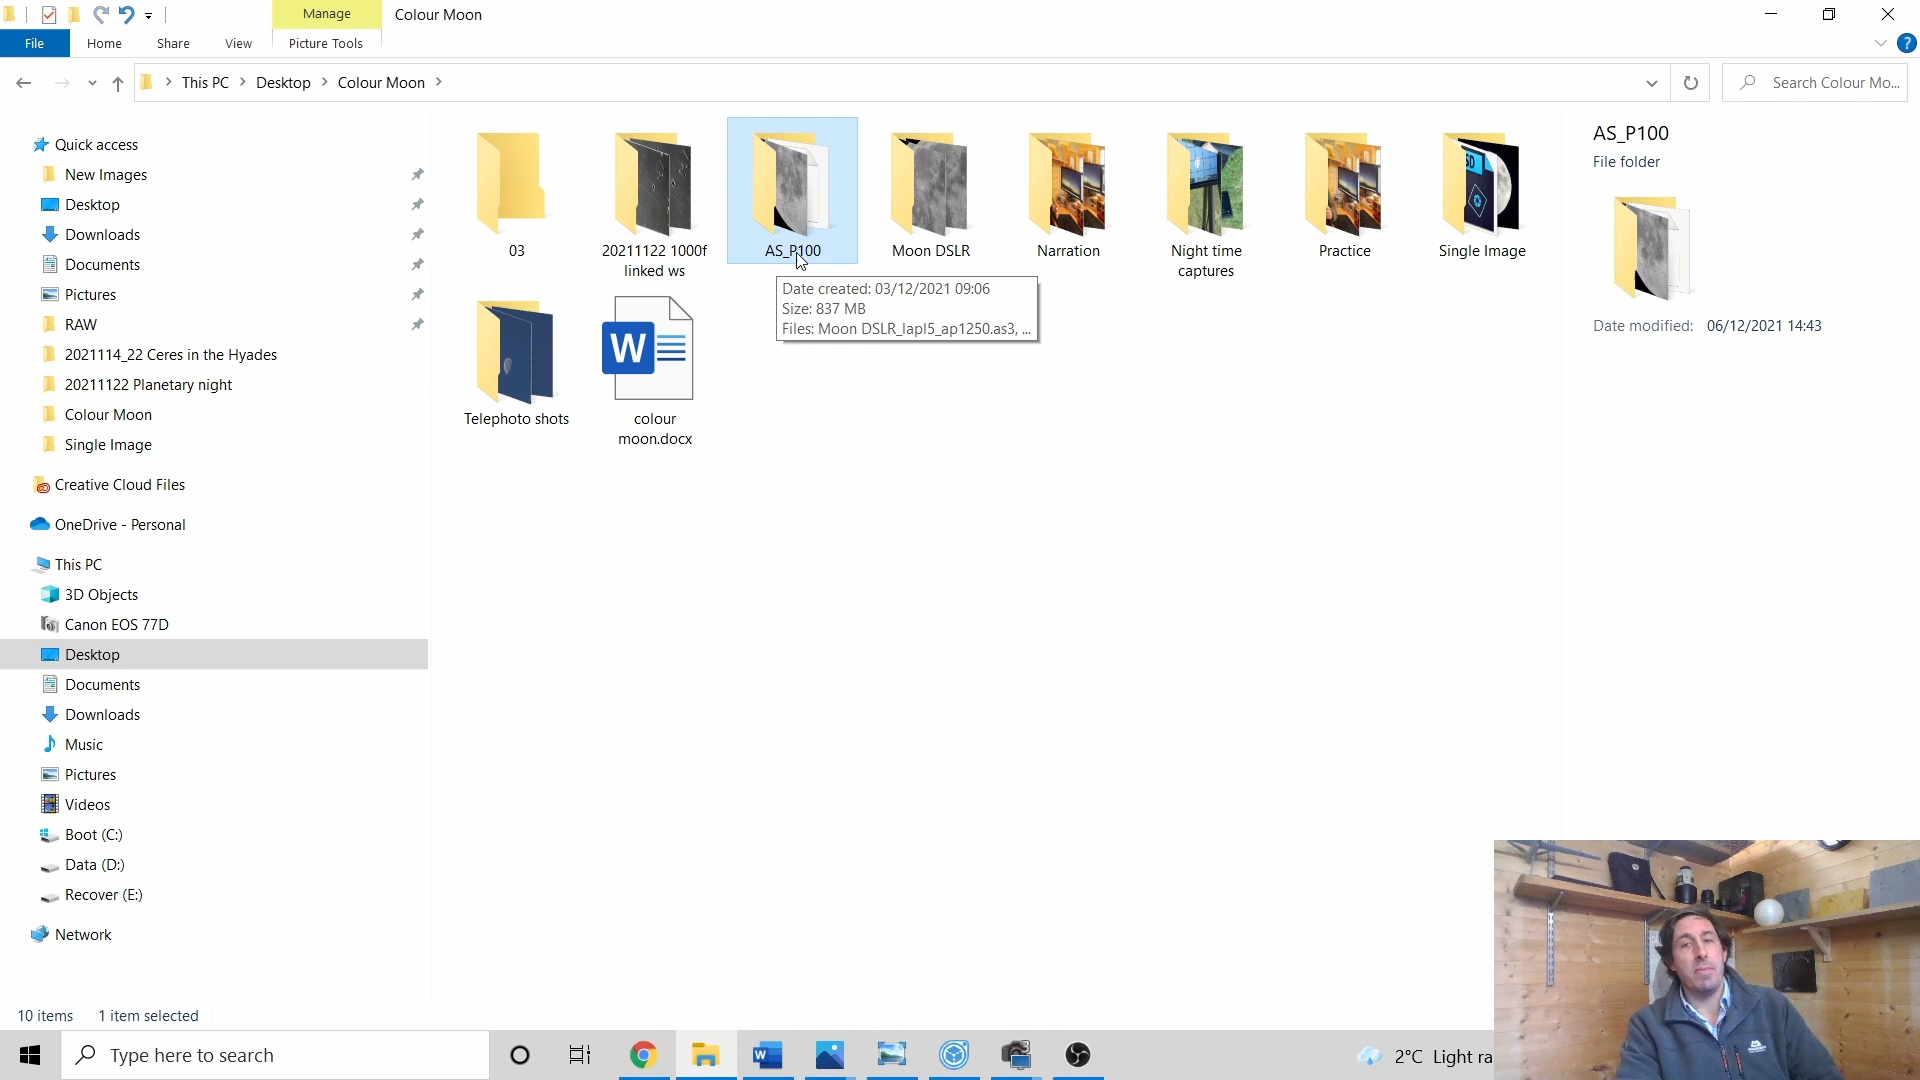 Manage
Colour Moon
File
Home
Share
View
Picture Tools
?
This PC
Desktop
Colour Moon
Search Colour Mo...
Quick access
New Images
Desktop
Downloads
Documents
Pictures
RAW
2021114_22 Ceres in the Hyades
20211122 Planetary night
Colour Moon
Single Image
Creative Cloud Files
OneDrive - Personal
This PC
3D Objects
Canon EOS 77D
Desktop
Documents
Downloads
Music
Pictures
Videos
Boot (C:)
Data (D:)
Recover (E:)
Network
03
20211122 1000f
linked ws
AS_P100
Moon DSLR
Narration
Night time
captures
Practice
Single Image
Date created: 03/12/2021 09:06
Size: 837 MB
Files: Moon DSLR_lapl5_ap1250.as3, ...
Telephoto shots
W
colour
moon.docx
AS_P100
File folder
Date modified: 06/12/2021 14:43
10 items
1 item selected
Type here to search
2°C Light ra